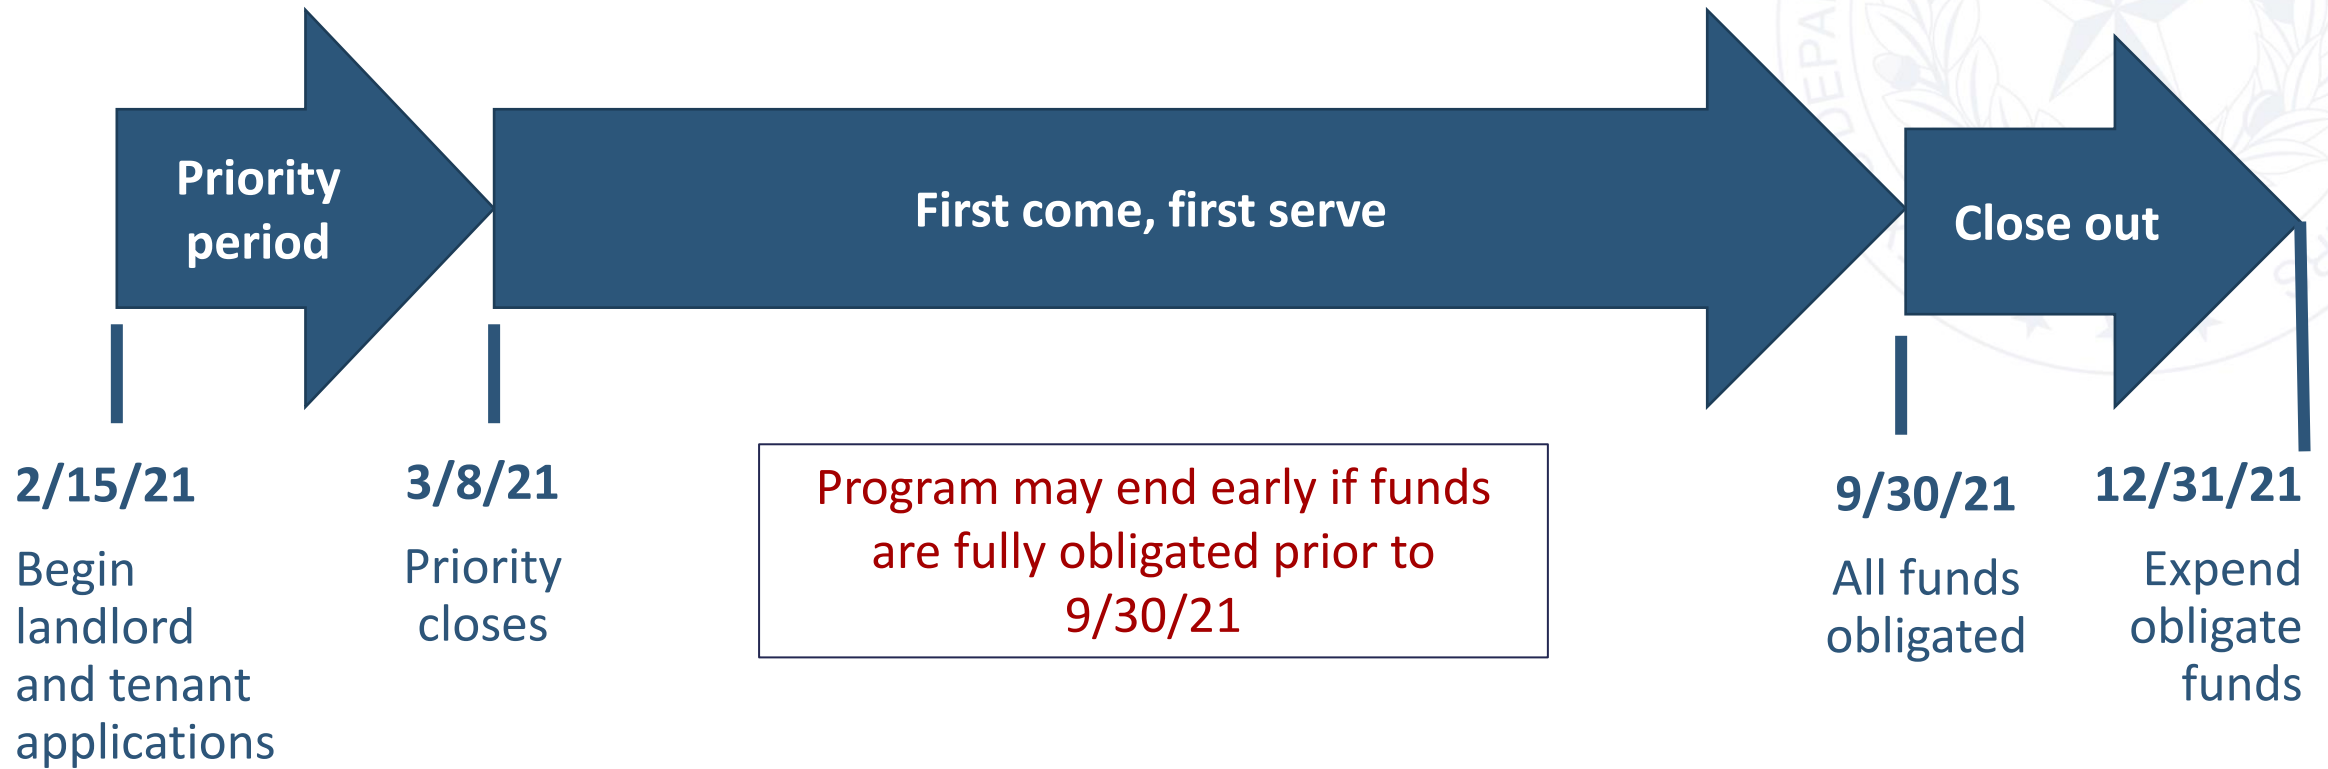 Priority
period
First come, first serve
Close out
2/15/21
Begin
landlord
and tenant
applications
3/8/21
Priority
closes
Program may end early if funds
are fully obligated prior to
9/30/21
9/30/21
All funds
obligated
12/31/21
Expend
obligate
funds